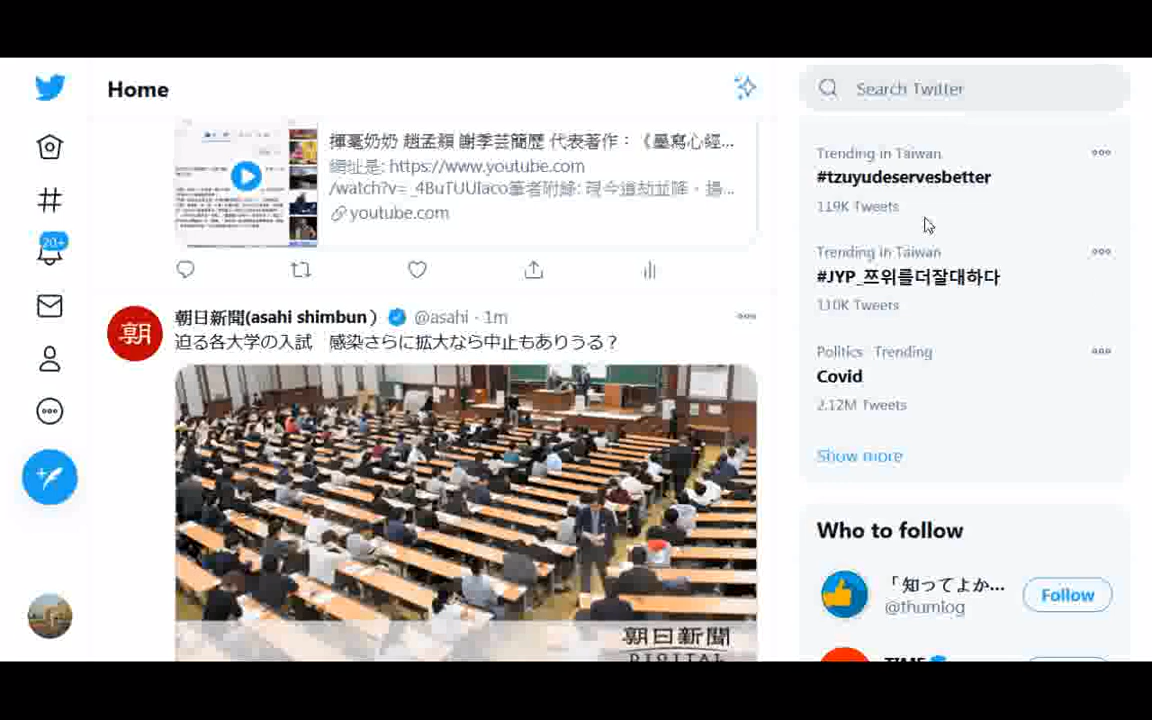 Home
Search Twitter
揮毫奶奶 趙孟頫 謝季芸簡歷 代表著作：《墨寫心經...
網址是: https://www.youtube.com
/watch?v=_4BuTUUIaco筆者附緣: 現今道劫並降，揚...
youtube.com
20+
朝
朝日新聞(asahi shimbun） @asahi · 1m
迫る各大学の入試　感染さらに拡大なら中止もありうる？
朝日新聞
DIGITAL
Trending in Taiwan
#tzuyudeservesbetter
119K Tweets
Trending in Taiwan
#JYP_쯔위를더잘대하다
110K Tweets
Politics · Trending
Covid
2.12M Tweets
Show more
Who to follow
「知ってよか...
@thumlog
Follow
TIME